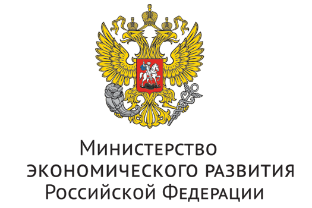 Министерство
экономического развития
Российской Федерации